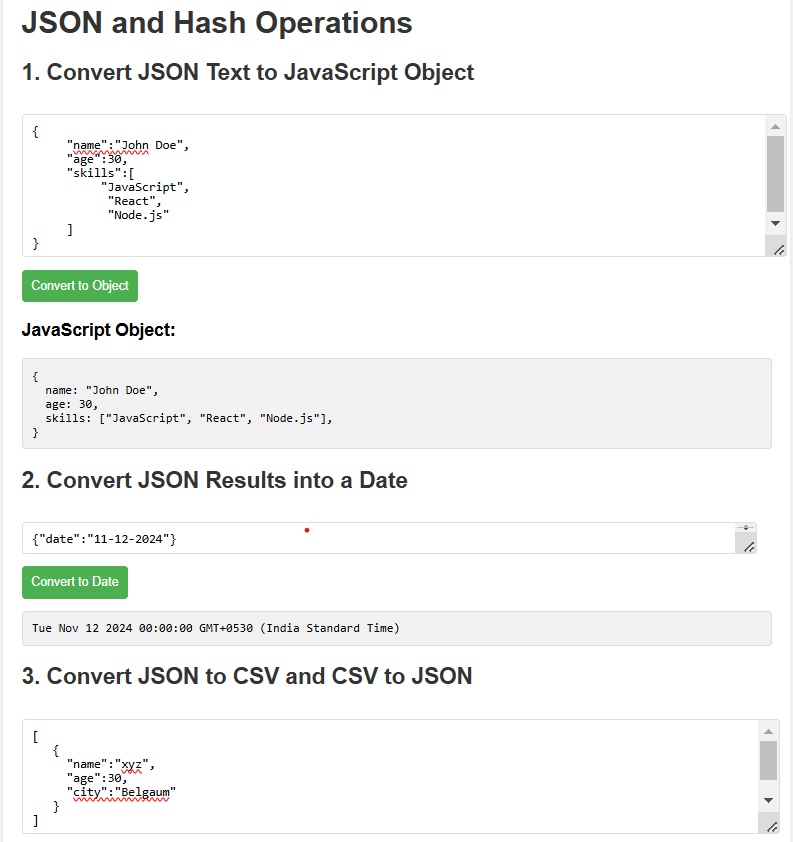 JSON and Hash Operations
1. Convert JSON Text to JavaScript Object
{
"name":"John Doe",
"age":30,
"skills":[
"JavaScript",
"React",
"Node.js"
]
}
Convert to Object
JavaScript Object:
{
name: "John Doe",
age: 30,
skills: ["JavaScript", "React", "Node.js"],
}
2. Convert JSON Results into a Date
{"date":"11-12-2024"}
Convert to Date
Tue Nov 12 2024 00:00:00 GMT+0530 (India Standard Time)
3. Convert JSON to CSV and CSV to JSON
[
{
"name":"xyz",
"age":30,
"city":"Belgaum"
}
]